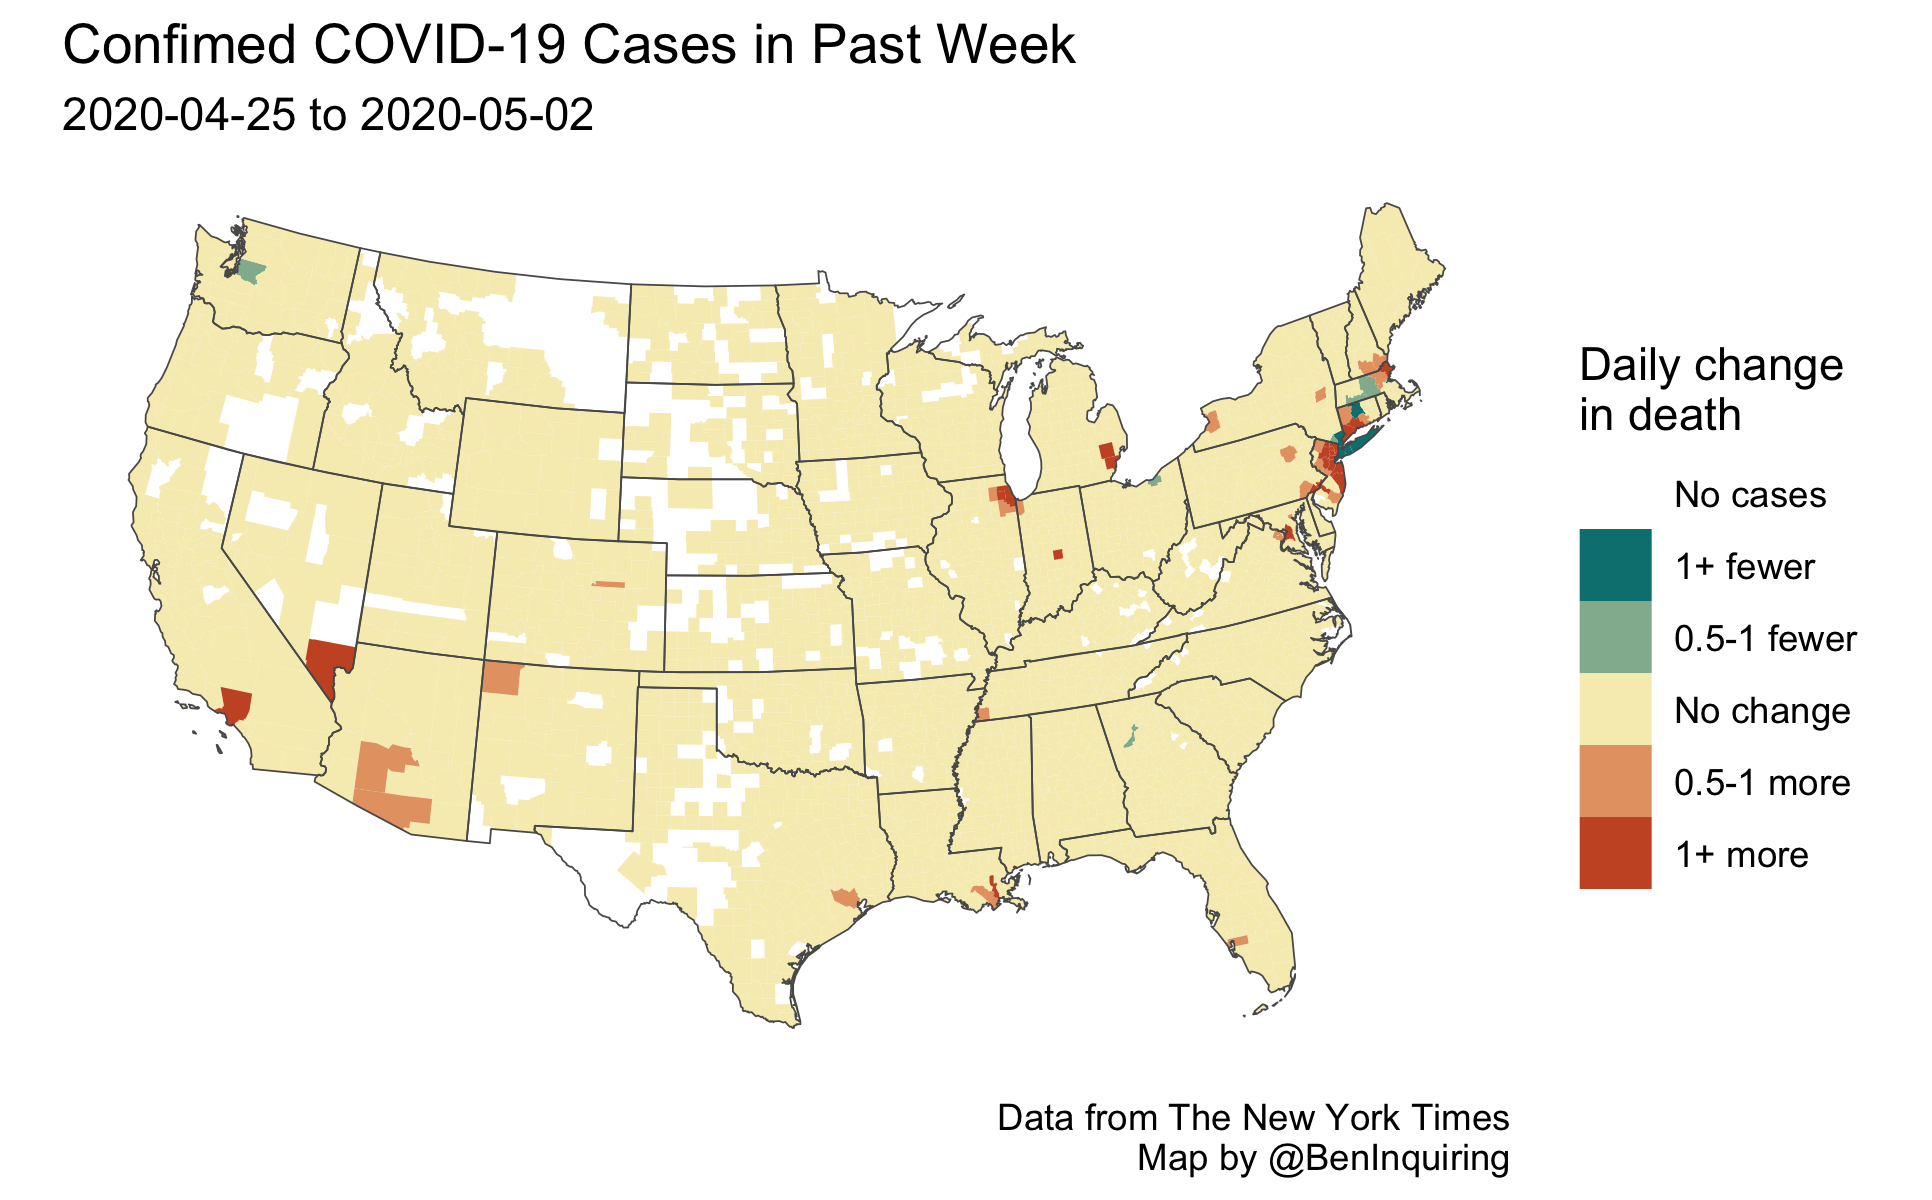 Confimed COVID-19 Cases in Past Week
2020-04-25 to 2020-05-02
Daily change
in death
No cases
1+ fewer
0.5-1 fewer
No change
0.5-1 more
1+ more
Data from The New York Times
Map by @BenInquiring